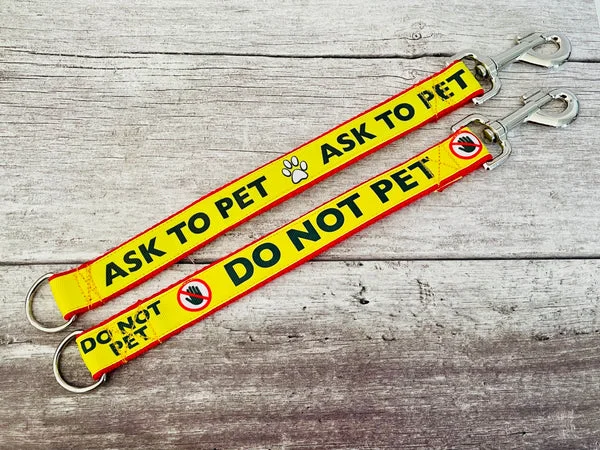 ASK TO PET ASK TO PET
DO NOT
PET
DO NOT PET